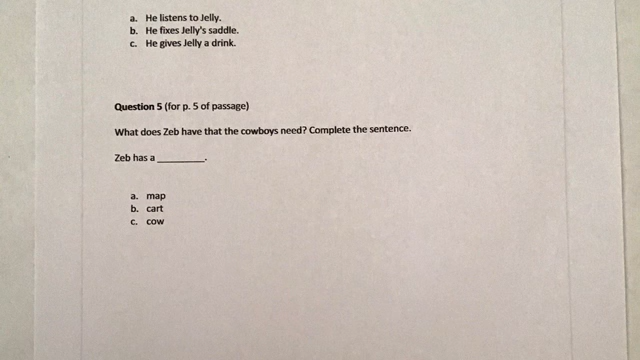 a. He listens to Jelly.
b. He fixes Jelly's saddle.
c. He gives Jelly a drink.
Question 5 (for p. 5 of passage)
What does Zeb have that the cowboys need? Complete the sentence.
Zeb has a _________.
a. map
b. cart
c. cow